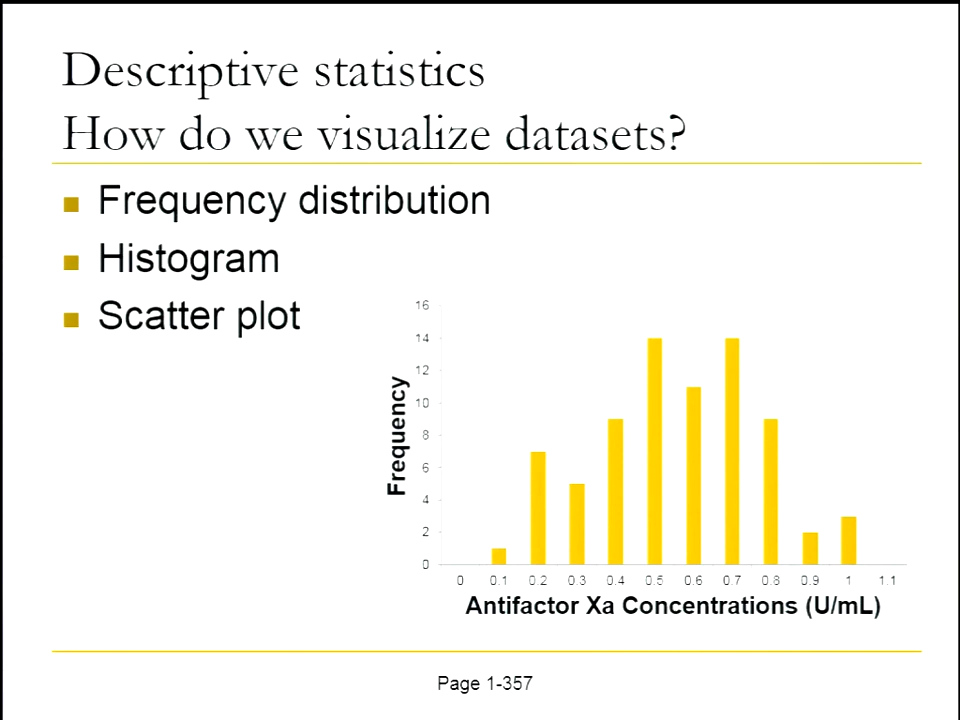 Descriptive statistics
How do we visualize datasets?
Frequency distribution
Histogram
Scatter plot
16
14
12
10
8
6
4
2
0
Frequency
0 0.1 0.2 0.3 0.4 0.5 0.6 0.7 0.8 0.9 1 1.1
Antifactor Xa Concentrations (U/mL)
Page 1-357